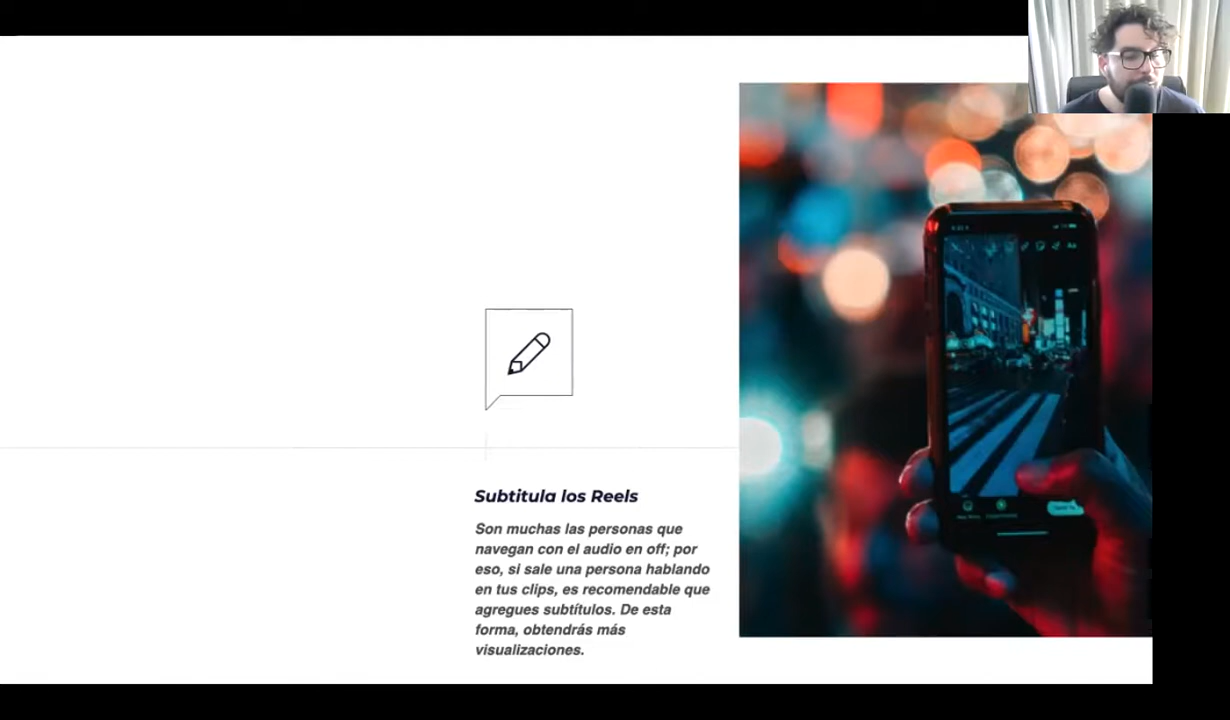 Subtitula los Reels
Son muchas las personas que
navegan con el audio en off; por
eso, si sale una persona hablando
en tus clips, es recomendable que
agregues subtítulos. De esta
forma, obtendrás más
visualizaciones.